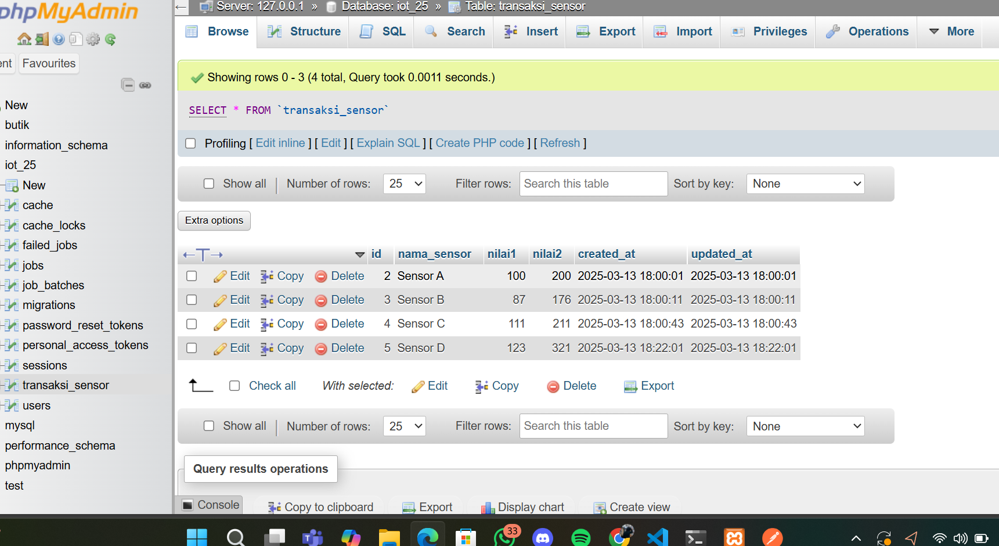 phpMyAdmin
Server: 127.0.0.1 » Database: iot_25 » Table: transaksi_sensor
Browse Structure SQL Search Insert Export Import Privileges Operations More
ent Favourites
New
butik
information_schema
iot_25
New
cache
cache_locks
failed_jobs
jobs
job_batches
migrations
password_reset_tokens
personal_access_tokens
sessions
transaksi_sensor
users
mysql
performance_schema
phpmyadmin
test
Showing rows 0 - 3 (4 total, Query took 0.0011 seconds.)
SELECT * FROM `transaksi_sensor`
Profiling [ Edit inline ] [ Edit ] [ Explain SQL ] [ Create PHP code ] [ Refresh ]
Show all Number of rows: 25 Filter rows: Search this table Sort by key: None
Extra options
id nama_sensor nilai1 nilai2 created_at updated_at
Edit Copy Delete 2 Sensor A 100 200 2025-03-13 18:00:01 2025-03-13 18:00:01
Edit Copy Delete 3 Sensor B 87 176 2025-03-13 18:00:11 2025-03-13 18:00:11
Edit Copy Delete 4 Sensor C 111 211 2025-03-13 18:00:43 2025-03-13 18:00:43
Edit Copy Delete 5 Sensor D 123 321 2025-03-13 18:22:01 2025-03-13 18:22:01
Check all With selected: Edit Copy Delete Export
Show all Number of rows: 25 Filter rows: Search this table Sort by key: None
Query results operations
Console Copy to clipboard Export Display chart Create view
33